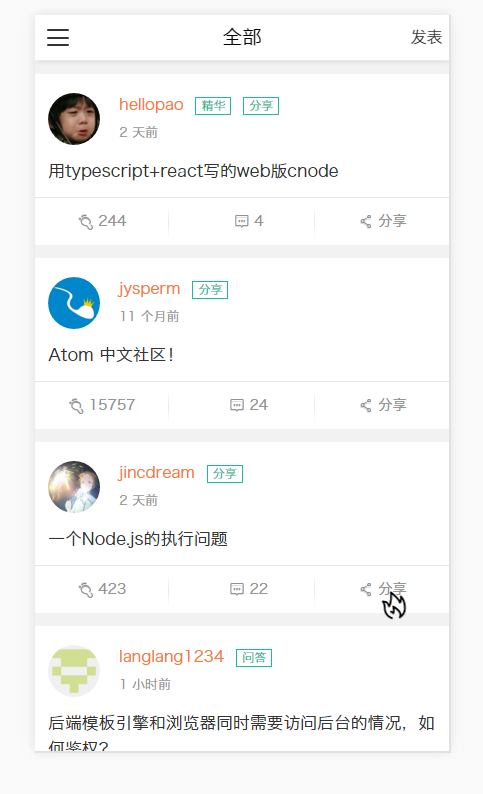 全部 发表
hellopao 精华 分享
2 天前
用typescript+react写的web版cnode
244 4 分享
jysperm 分享
11 个月前
Atom 中文社区！
15757 24 分享
jincdream 分享
2 天前
一个Node.js的执行问题
423 22 分享
langlang1234 问答
1 小时前
后端模板引擎和浏览器同时需要访问后台的情况，如
何鉴权？